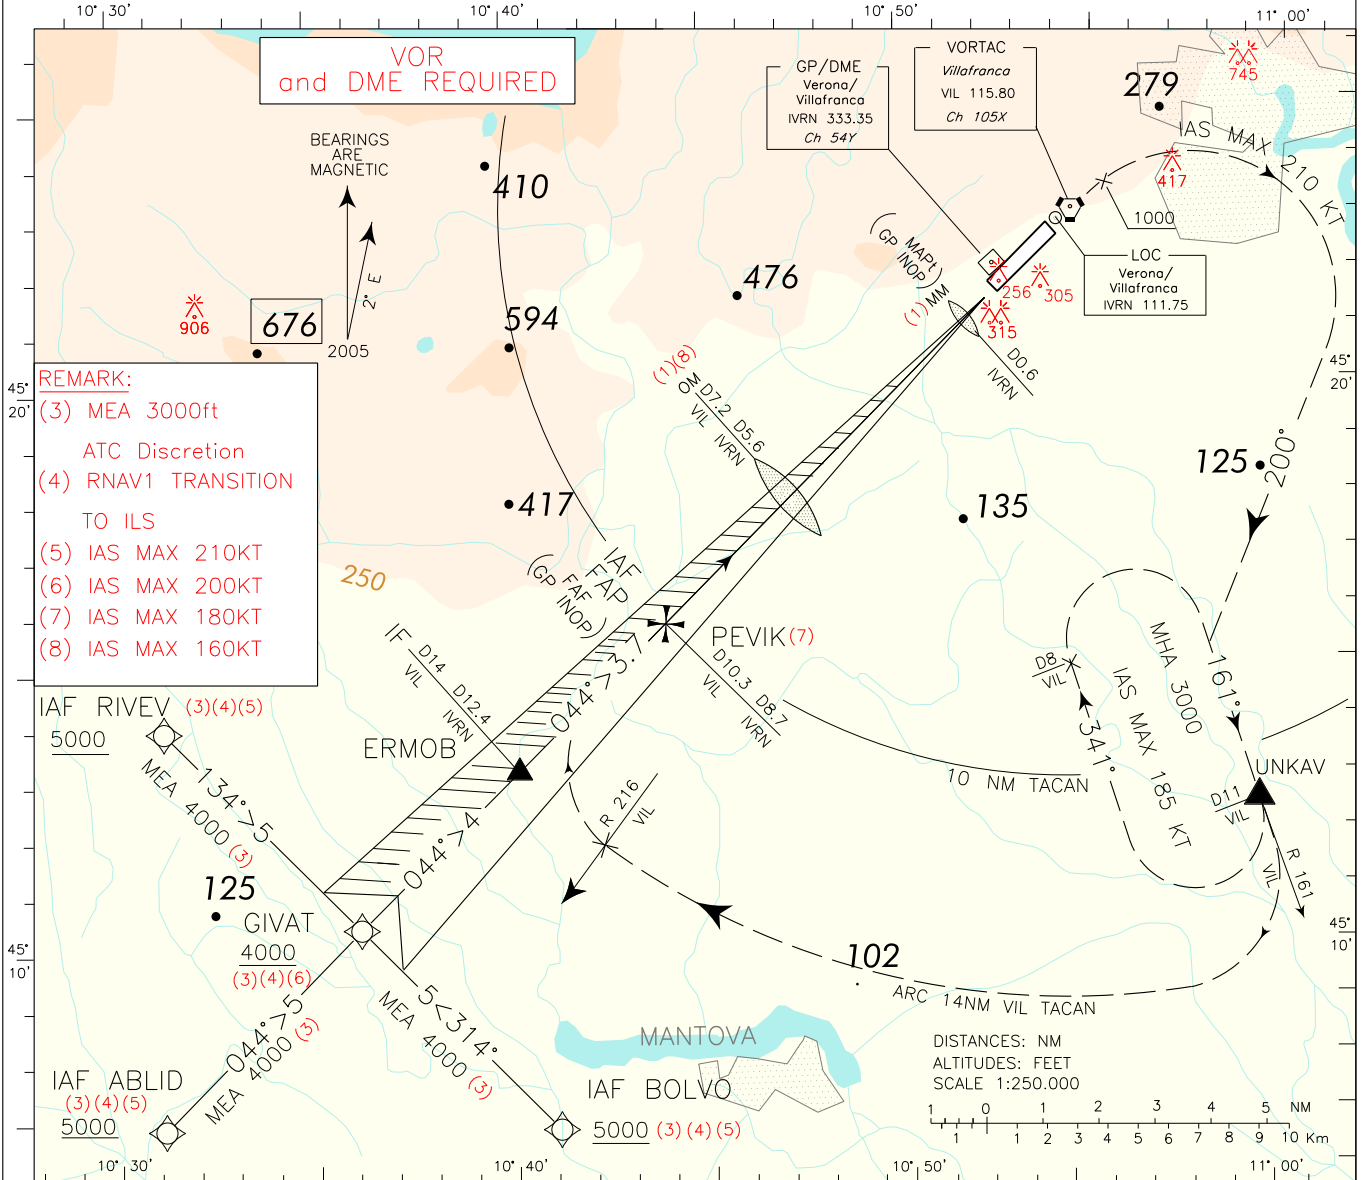 10° 30'
10° 40'
10° 50'
11° 00'
VOR
and DME REQUIRED
BEARINGS
ARE
MAGNETIC
2° E
2005
GP/DME
Verona/
Villafranca
IVRN 333.35
Ch 54Y
VORTAC
Villafranca
VIL 115.80
Ch 105X
745
279
IAS MAX 210 KT
417
1000
LOC
Verona/
Villafranca
IVRN 111.75
410
476
594
906
676
256
305
315
(MAPt)
(GP INOP)
(1) MM
D0.6
IVRN
45°
20'
45°
20'
REMARK:
(3) MEA 3000ft
ATC Discretion
(4) RNAV1 TRANSITION
TO ILS
(5) IAS MAX 210KT
(6) IAS MAX 200KT
(7) IAS MAX 180KT
(8) IAS MAX 160KT
(1)(8)
OM D7.2 D5.6
VIL IVRN
417
125
200°
135
250
IAF
FAP
(FAF
GP INOP)
PEVIK(7)
D10.3 D8.7
VIL IVRN
IF
D14 D12.4
VIL IVRN
ERMOB
044°>3.7
044°>4
D8
VIL
MHA 3000
IAS MAX 185 KT
161°
341°
UNKAV
D11
VIL
R 161
VIL
10 NM TACAN
R 216
VIL
IAF RIVEV (3)(4)(5)
5000
134°>5
MEA 4000 (3)
125
GIVAT
4000
(3)(4)(6)
102
ARC 14NM VIL TACAN
45°
10'
45°
10'
044°>5
MEA 4000 (3)
5<314°
MEA 4000 (3)
MANTOVA
IAF ABLID
(3)(4)(5)
5000
IAF BOLVO
5000 (3)(4)(5)
DISTANCES: NM
ALTITUDES: FEET
SCALE 1:250.000
1 0 1 2 3 4 5 NM
1 1 2 3 4 5 6 7 8 9 10 Km
10° 30'
10° 40'
10° 50'
11° 00'